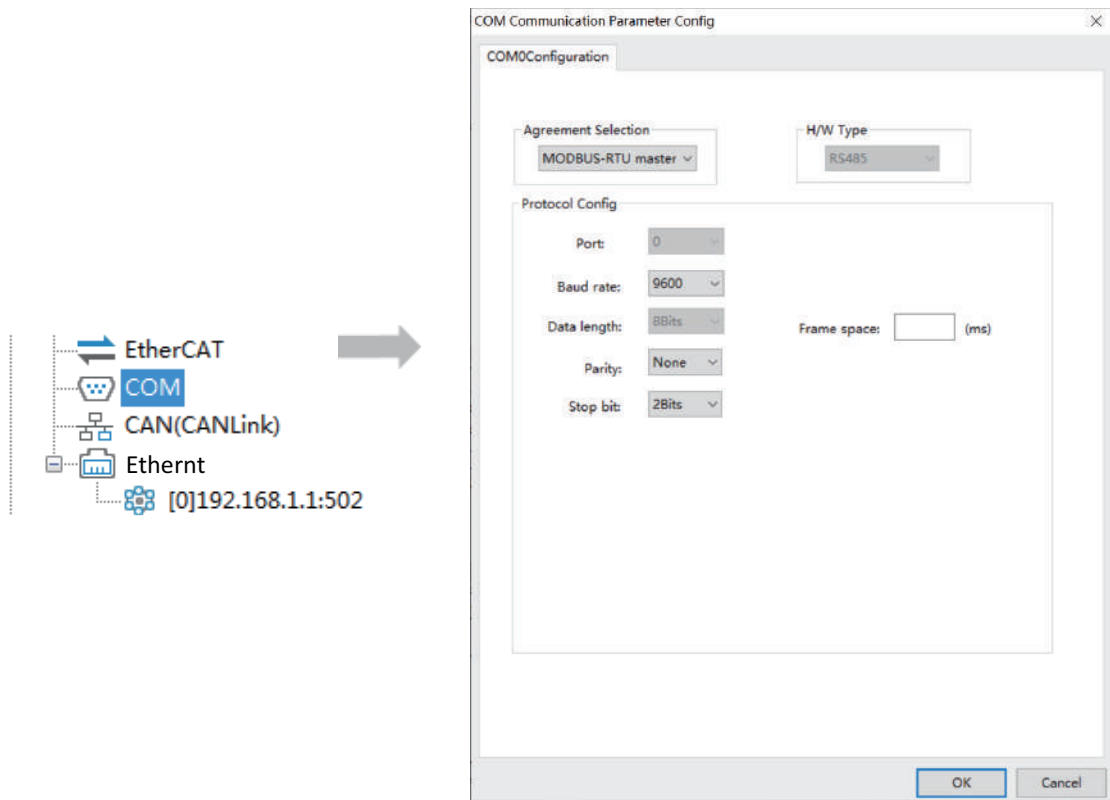 EtherCAT
COM
CAN(CANLink)
Ethernt
[0]192.168.1.1:502
COM Communication Parameter Config
COM0Configuration
Agreement Selection
MODBUS-RTU master
H/W Type
RS485
Protocol Config
Port: 0
Baud rate: 9600
Data length: 8Bits
Frame space: (ms)
Parity: None
Stop bit: 2Bits
OK
Cancel